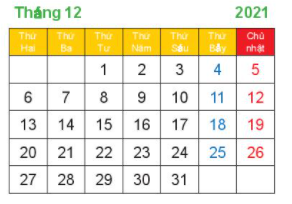 Tháng 12 2021
Thứ Hai Thứ Ba Thứ Tư Thứ Năm Thứ Sáu Thứ Bảy Chủ nhật
1 2 3 4 5
6 7 8 9 10 11 12
13 14 15 16 17 18 19
20 21 22 23 24 25 26
27 28 29 30 31